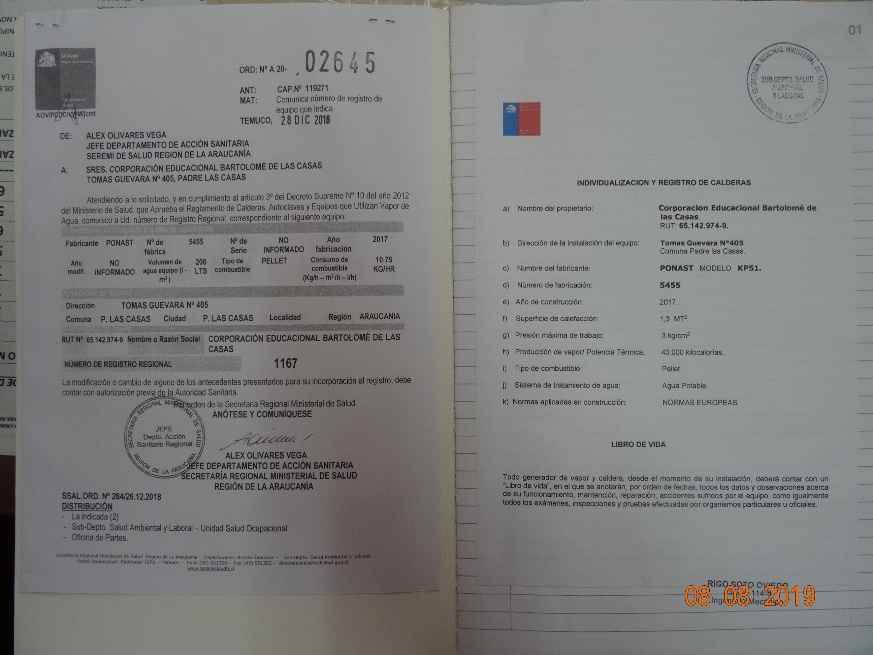 ORD: Nº A 20- 02645
ANT: CAP.Nº 119271
MAT: Comunica número de registro de
equipo que indica.
TEMUCO, 28 DIC 2018
DE: ALEX OLIVARES VEGA
JEFE DEPARTAMENTO DE ACCIÓN SANITARIA
SEREMI DE SALUD REGION DE LA ARAUCANÍA
A: SRES. CORPORACIÓN EDUCACIONAL BARTOLOMÉ DE LAS CASAS
TOMAS GUEVARA Nº 405, PADRE LAS CASAS
Atendiendo a lo solicitado, y en cumplimiento al artículo 3º del Decreto Supremo Nº 10 del año 2012
del Ministerio de Salud, que Aprueba el Reglamento de Calderas, Autoclaves y Equipos que Utilizan Vapor de
Agua, comunico a Ud. número de Registro Regional, correspondiente al siguiente equipo:
Fabricante PONAST Nº de fábrica 5455 Nº de Serie NO INFORMADO Año fabricación 2017
Año modif. NO INFORMADO Volumen de agua equipo (l - m³) 200 LTS Tipo de combustible PELLET Consumo de combustible (Kg/h – m³/h – l/h) 10.75 KG/HR
Dirección TOMAS GUEVARA Nº 405
Comuna P. LAS CASAS Ciudad P. LAS CASAS Localidad Región ARAUCANIA
RUT Nº 65.142.974-9 Nombre o Razón Social CORPORACIÓN EDUCACIONAL BARTOLOMÉ DE LAS
CASAS
NÚMERO DE REGISTRO REGIONAL 1167
La modificación o cambio de alguno de los antecedentes presentados para su incorporación al registro, debe
contar con autorización previa de la Autoridad Sanitaria.
Por orden de la Secretaria Regional Ministerial de Salud
ANÓTESE Y COMUNÍQUESE
SECRETARIA REGIONAL MINISTERIAL DE SALUD
JEFE
Depto. Acción
Sanitaria Regional
REGION DE LA ARAUCANIA
ALEX OLIVARES VEGA
JEFE DEPARTAMENTO DE ACCIÓN SANITARIA
SECRETARÍA REGIONAL MINISTERIAL DE SALUD
REGIÓN DE LA ARAUCANÍA
SSAL.ORD. Nº 284/26.12.2018
DISTRIBUCIÓN
- La indicada (2)
- Sub-Depto. Salud Ambiental y Laboral – Unidad Salud Ocupacional
- Oficina de Partes.
01
SECRETARIA REGIONAL MINISTERIAL DE SALUD
SUB-DEPTO SALUD
Y LABORAL
REGION DE LA ARAUCANIA
INDIVIDUALIZACION Y REGISTRO DE CALDERAS
a) Nombre del propietario: Corporacion Educacional Bartolomé de
las Casas
RUT: 65.142.974-9.
b) Dirección de la instalación del equipo: Tomas Guevara Nº405
Comuna Padre las Casas.
c) Nombre del fabricante: PONAST MODELO KP51.
d) Número de fabricación: 5455
e) Año de construcción: 2017.
f) Superficie de calefacción: 1,3 MT²
g) Presión máxima de trabajo: 3 kg/cm²
h) Producción de vapor/ Potencia Térmica: 43.000 kilocalorías.
i) Tipo de combustible: Pellet.
j) Sistema de tratamiento de agua: Agua Potable.
k) Normas aplicadas en construcción: NORMAS EUROPEAS
LIBRO DE VIDA
Todo generador de vapor y caldera, desde el momento de su instalación, deberá contar con un
"Libro de vida", en el que se anotarán, por orden de fechas, todos los datos y observaciones acerca
de su funcionamiento, mantención, reparación, accidentes sufridos por el equipo, como igualmente
todos los exámenes, inspecciones y pruebas efectuadas por organismos particulares u oficiales.
RIGO SOTO OVIEDO
08 08 2019